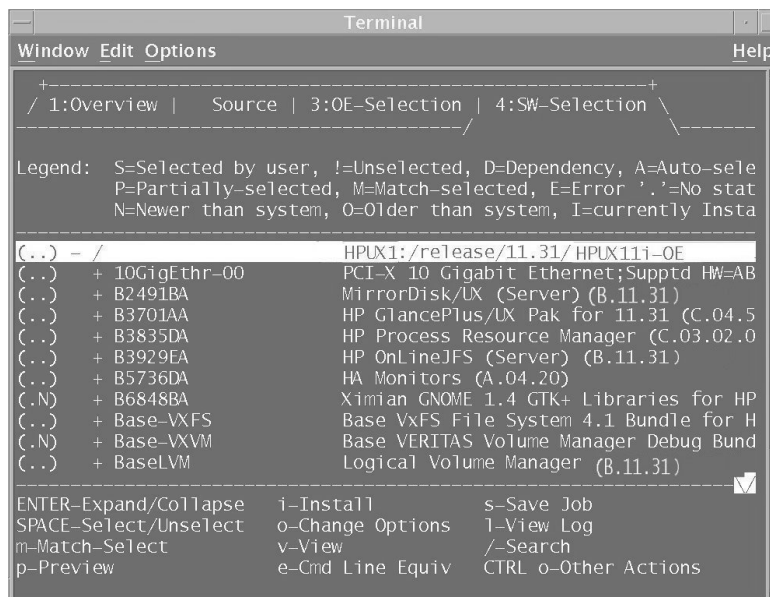 Terminal
Window Edit Options Help
+-------------------------------------------------------+
/ 1:Overview | Source | 3:OE-Selection | 4:SW-Selection \
-----------------------------------------/ \-------
Legend: S=Selected by user, !=Unselected, D=Dependency, A=Auto-sele
P=Partially-selected, M=Match-selected, E=Error '.'=No stat
N=Newer than system, O=Older than system, I=currently Insta
(..) - / HPUX1:/release/11.31/HPUX11i-OE
(..) + 10GigEthr-00 PCI-X 10 Gigabit Ethernet;Supptd HW=AB
(..) + B2491BA MirrorDisk/UX (Server) (B.11.31)
(..) + B3701AA HP GlancePlus/UX Pak for 11.31 (C.04.5
(..) + B3835DA HP Process Resource Manager (C.03.02.0
(..) + B3929EA HP OnLineJFS (Server) (B.11.31)
(..) + B5736DA HA Monitors (A.04.20)
(.N) + B6848BA Ximian GNOME 1.4 GTK+ Libraries for HP
(..) + Base-VXFS Base VxFS File System 4.1 Bundle for H
(.N) + Base-VXVM Base VERITAS Volume Manager Debug Bund
(..) + BaseLVM Logical Volume Manager (B.11.31)
ENTER-Expand/Collapse i-Install s-Save Job
SPACE-Select/Unselect o-Change Options l-View Log
m-Match-Select v-View /-Search
p-Preview e-Cmd Line Equiv CTRL o-Other Actions